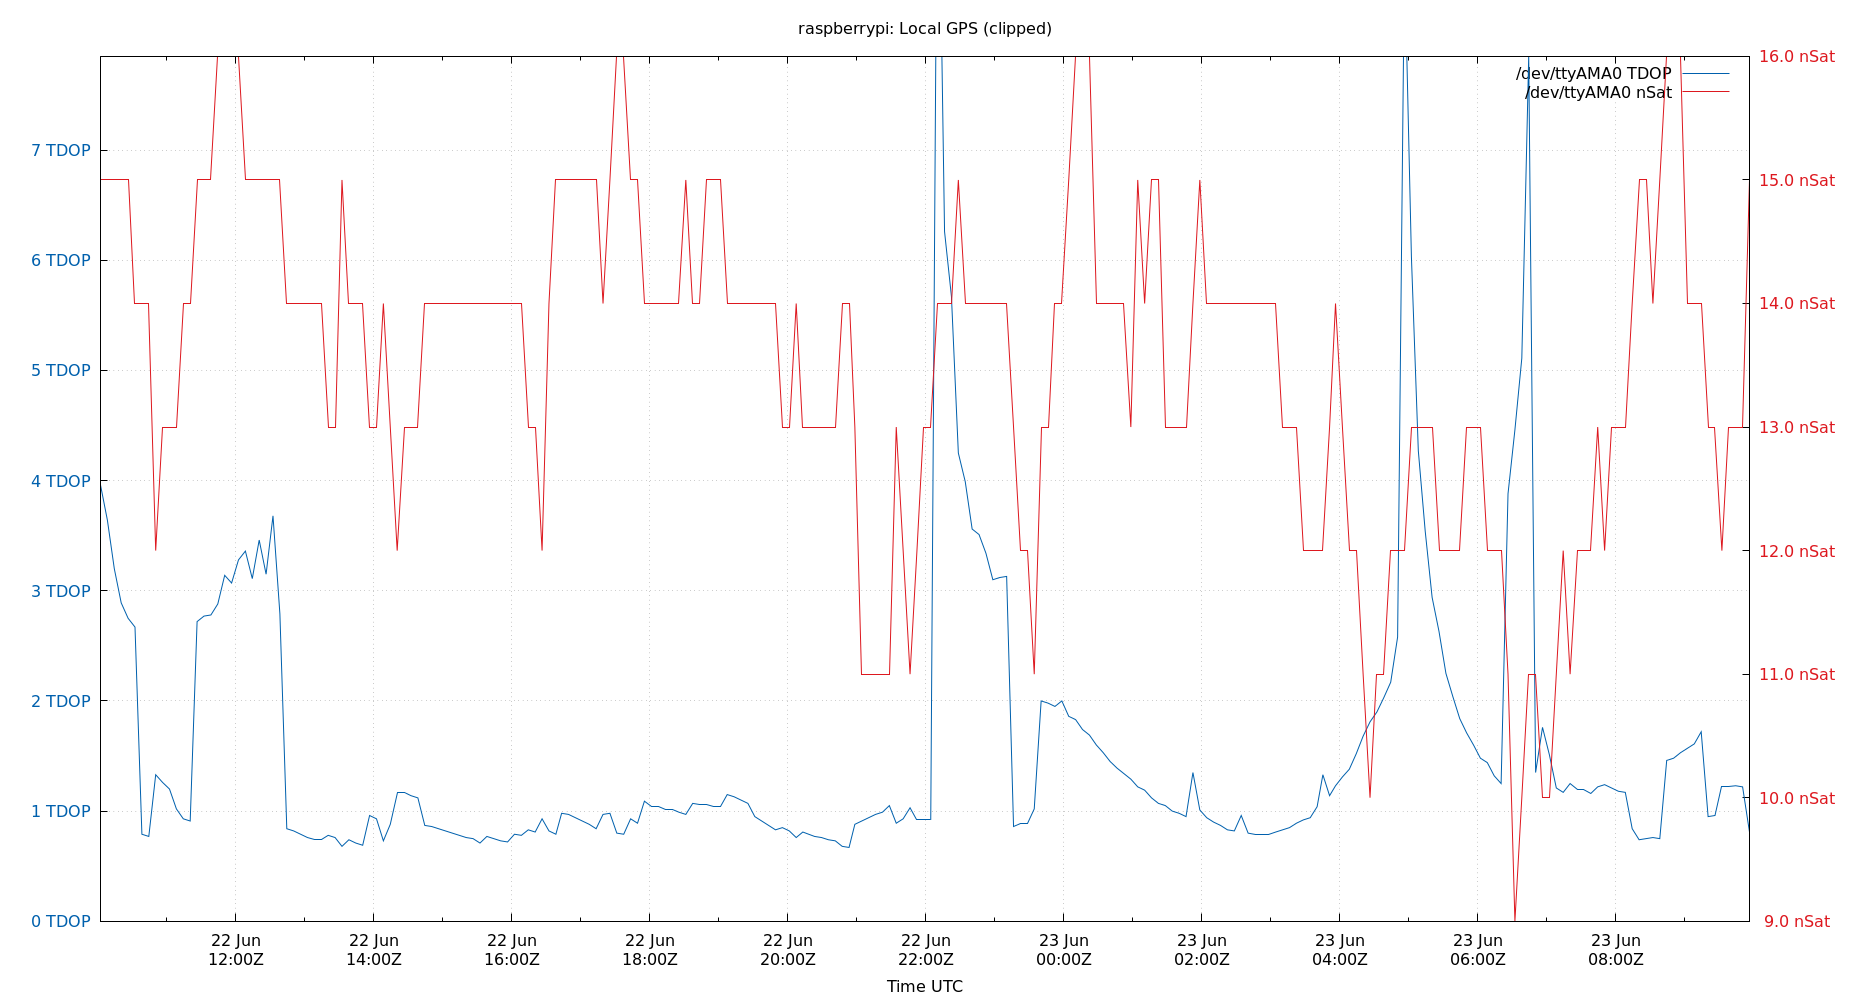 raspberrypi: Local GPS (clipped)
/dev/ttyAMA0 TDOP
/dev/ttyAMA0 nSat
7 TDOP
6 TDOP
5 TDOP
4 TDOP
3 TDOP
2 TDOP
1 TDOP
0 TDOP
16.0 nSat
15.0 nSat
14.0 nSat
13.0 nSat
12.0 nSat
11.0 nSat
10.0 nSat
9.0 nSat
22 Jun
12:00Z
22 Jun
14:00Z
22 Jun
16:00Z
22 Jun
18:00Z
22 Jun
20:00Z
22 Jun
22:00Z
23 Jun
00:00Z
23 Jun
02:00Z
23 Jun
04:00Z
23 Jun
06:00Z
23 Jun
08:00Z
Time UTC